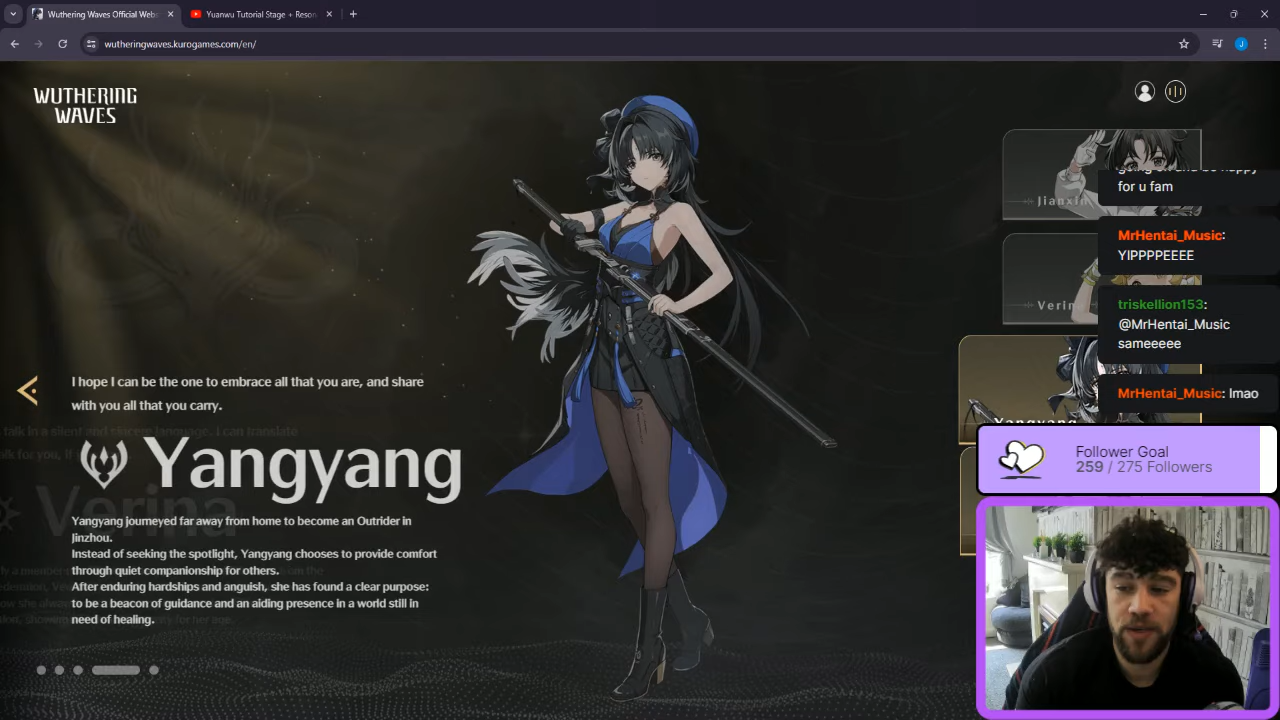 Wuthering Waves Official Web
Yuanwu Tutorial Stage + Reson
wutheringwaves.kurogames.com/en/
J
WUTHERING
WAVES
Jianxin
for u fam
MrHentai_Music:
YIPPPPEEEE
Verin
triskellion153:
@MrHentai_Music
sameeeee
I hope I can be the one to embrace all that you are, and share
with you all that you carry.
MrHentai_Music: lmao
Yangyang
Yangyang
Verina
Follower Goal
259 / 275 Followers
Yangyang journeyed far away from home to become an Outrider in
Jinzhou.
Instead of seeking the spotlight, Yangyang chooses to provide comfort
through quiet companionship for others.
After enduring hardships and anguish, she has found a clear purpose:
to be a beacon of guidance and an aiding presence in a world still in
need of healing.